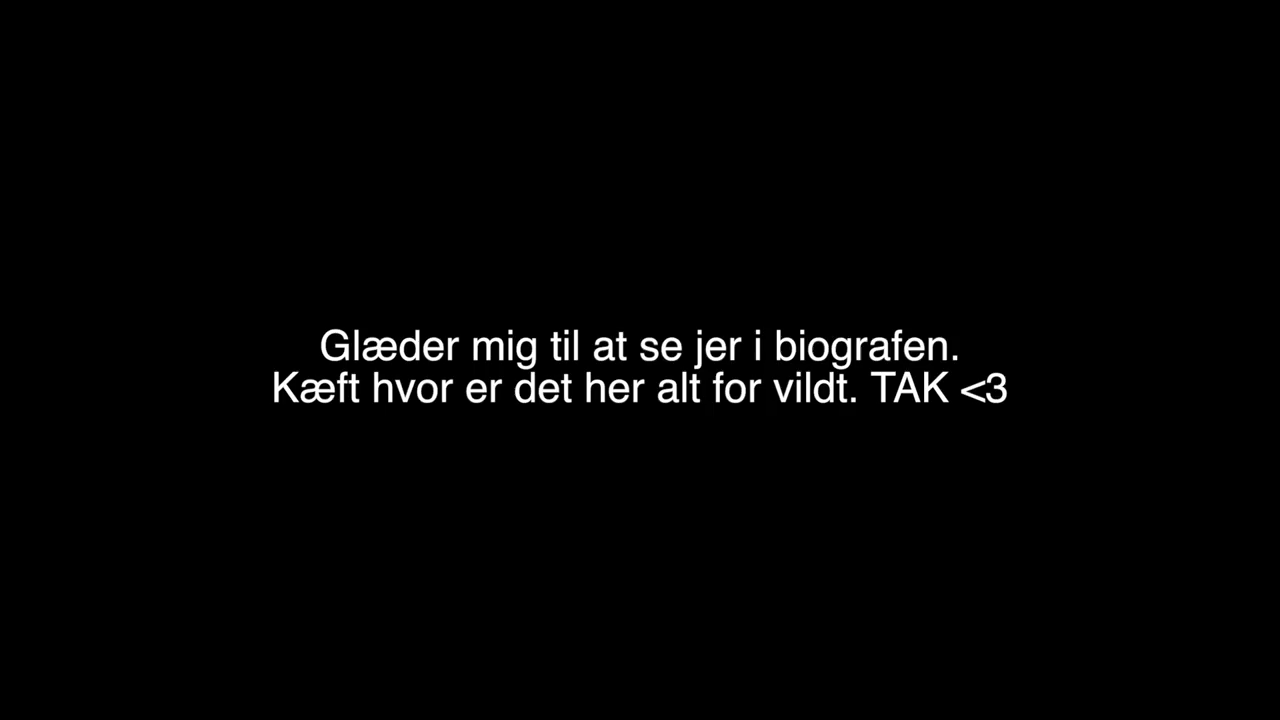 Glæder mig til at se jer i biografen.
Kæft hvor er det her alt for vildt. TAK <3